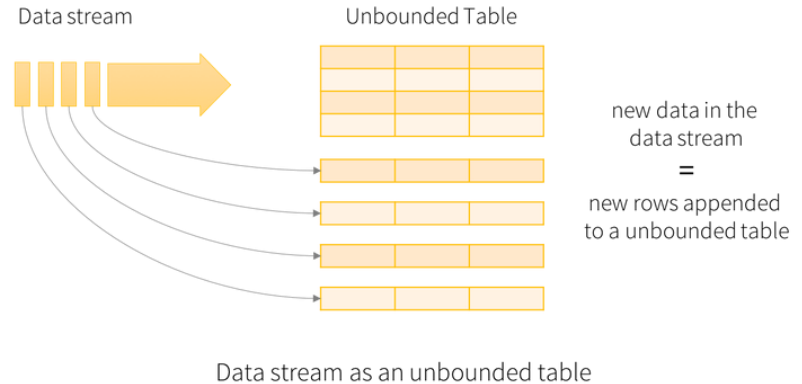 Data stream
Unbounded Table
new data in the
data stream
=
new rows appended
to a unbounded table
Data stream as an unbounded table